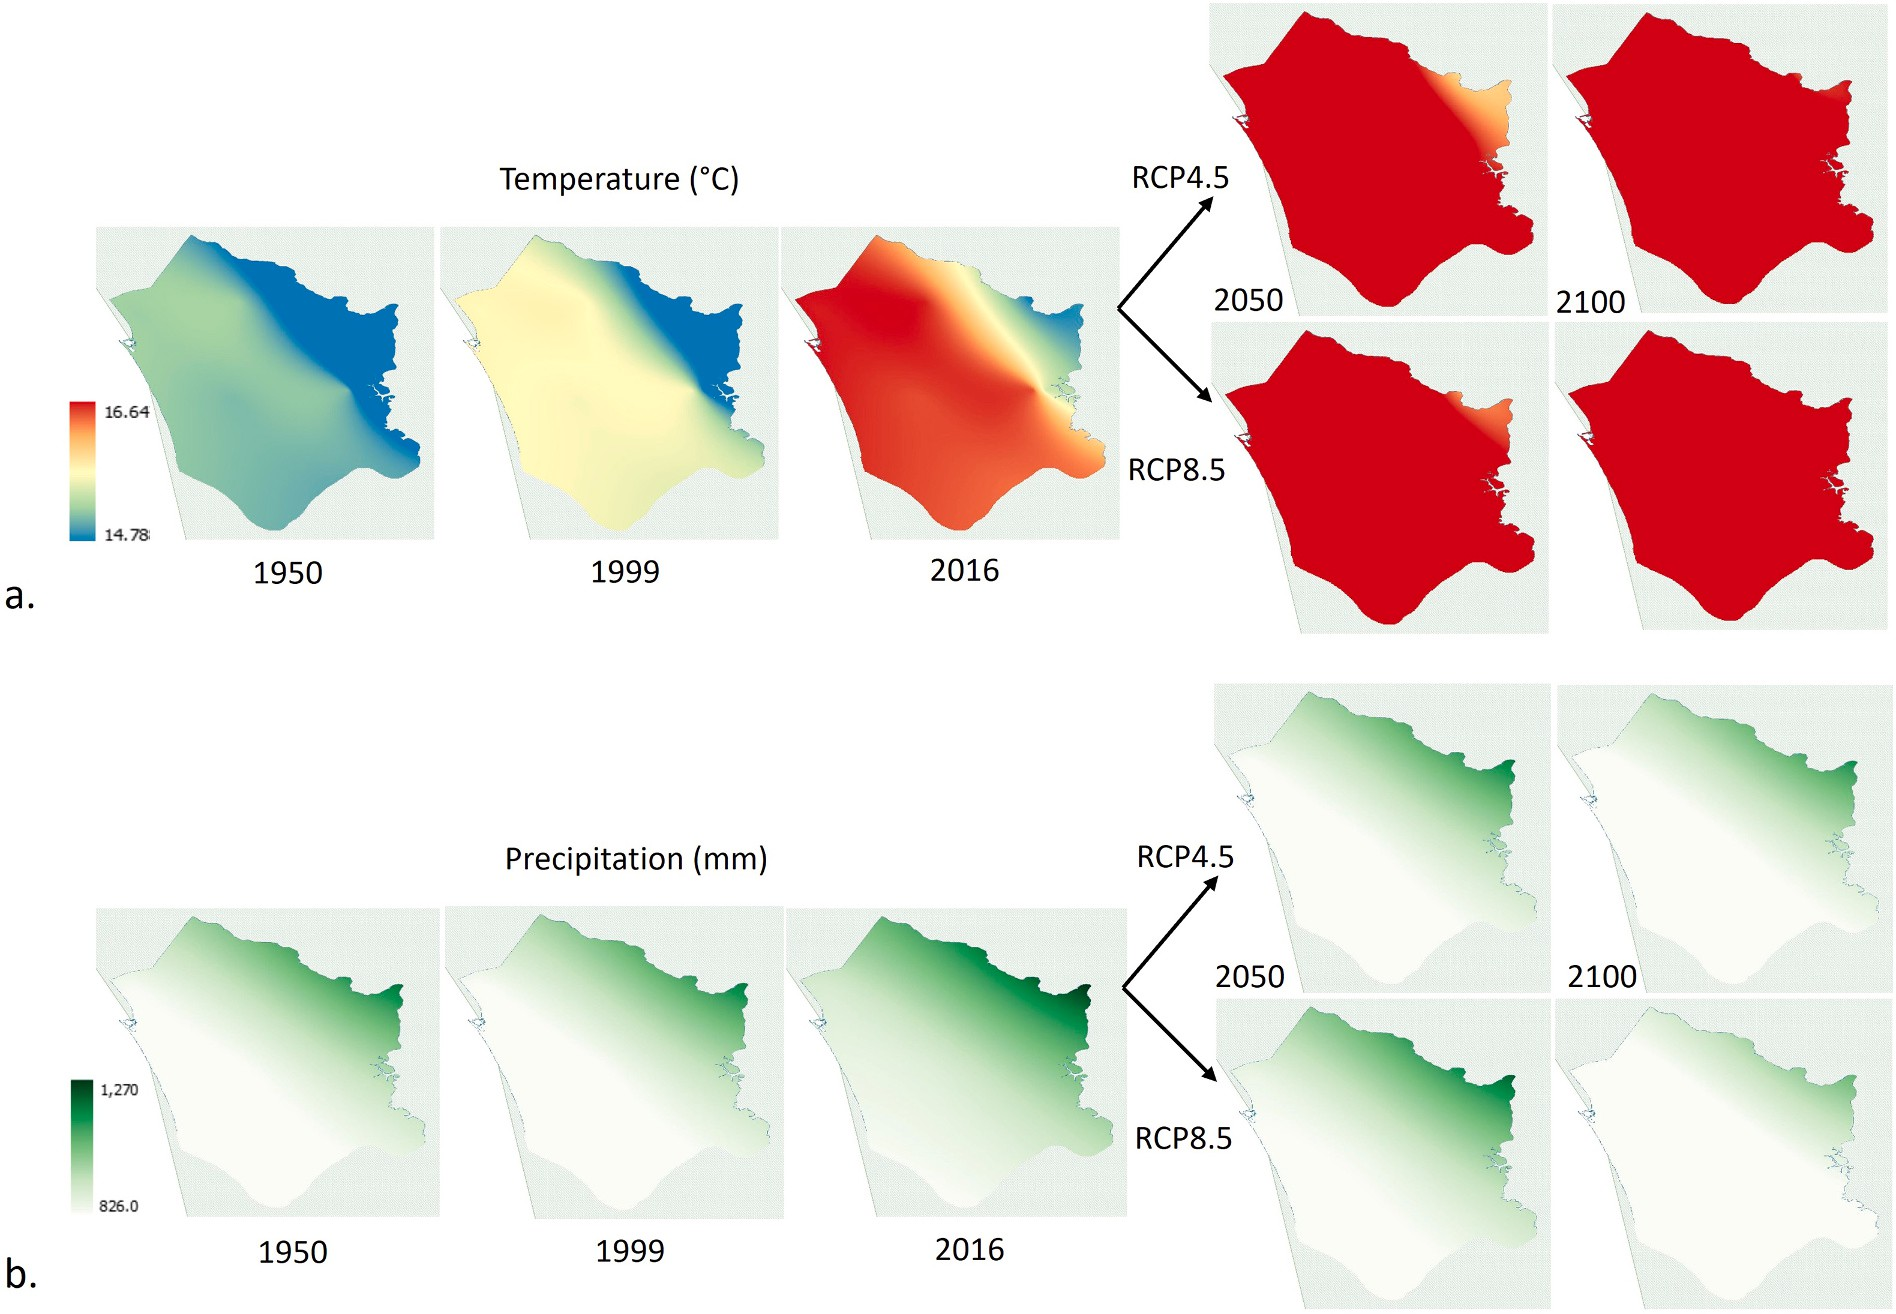 Temperature (°C)
RCP4.5
2050
2100
RCP8.5
16.64
14.78
1950
1999
2016
a.
Precipitation (mm)
RCP4.5
2050
2100
RCP8.5
1,270
826.0
1950
1999
2016
b.